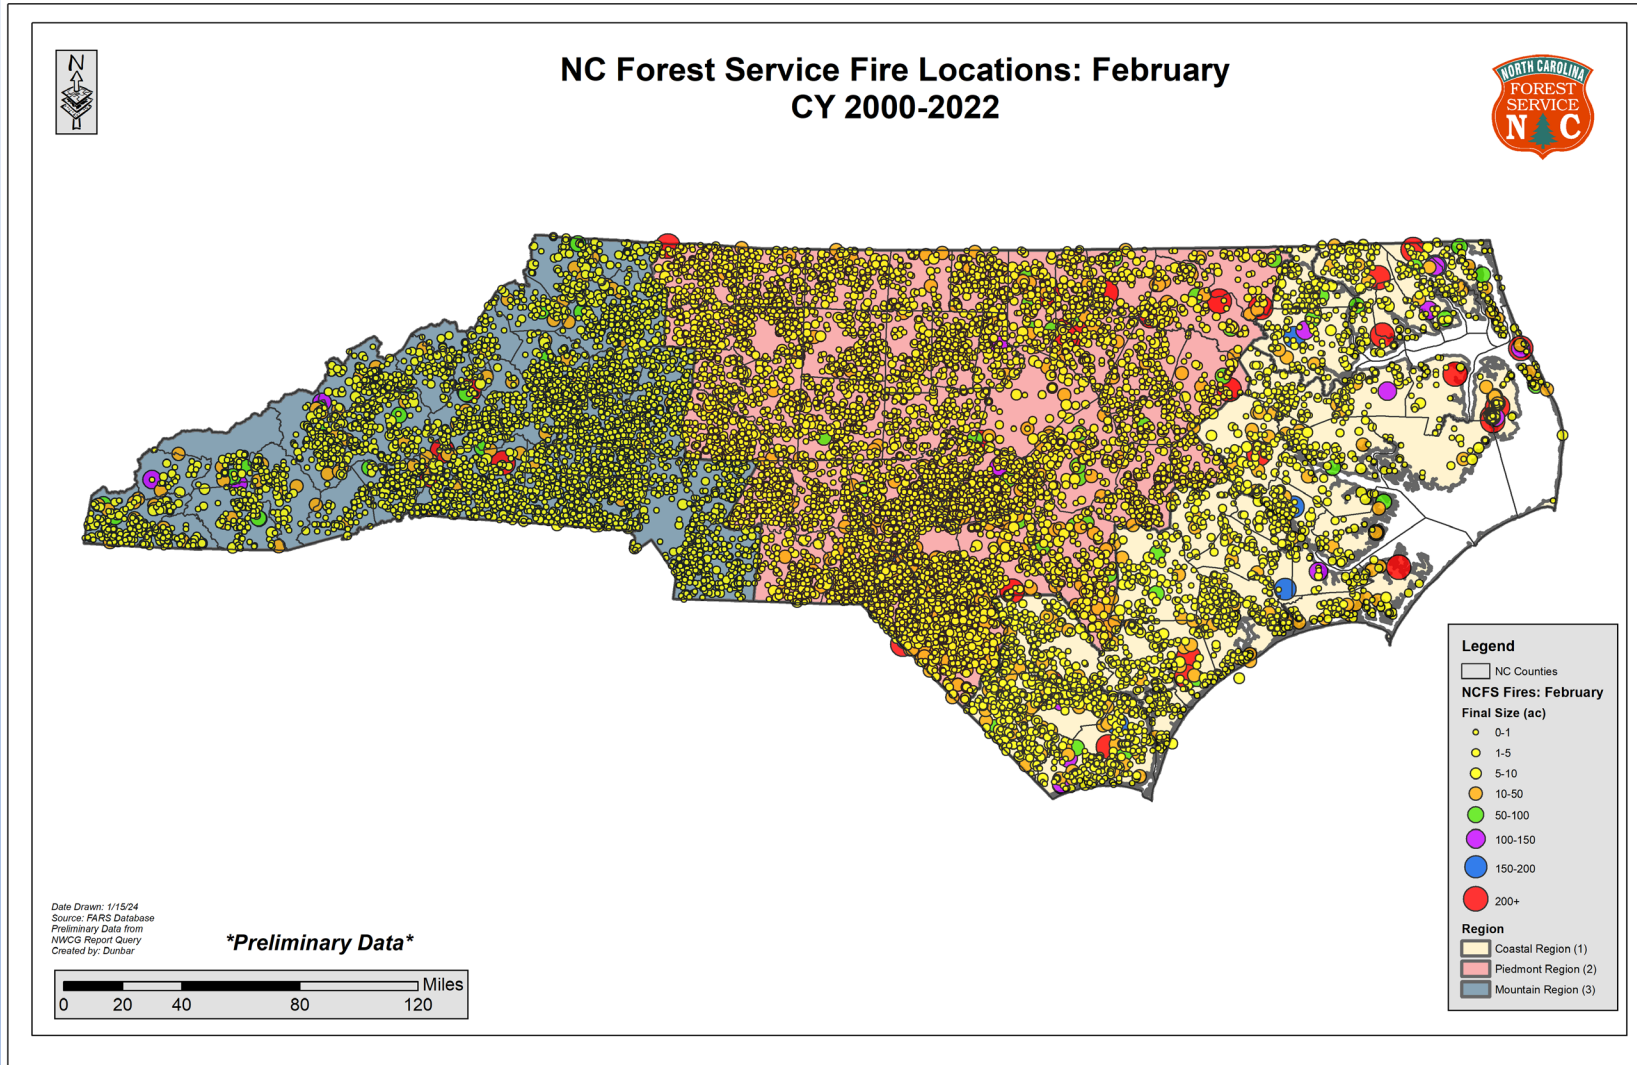 NC Forest Service Fire Locations: February
CY 2000-2022
N
NORTH CAROLINA
FOREST
SERVICE
N C
Legend
NC Counties
NCFS Fires: February
Final Size (ac)
0-1
1-5
5-10
10-50
50-100
100-150
150-200
200+
Region
Coastal Region (1)
Piedmont Region (2)
Mountain Region (3)
Date Drawn: 1/15/24
Source: FARS Database
Preliminary Data from
NWCG Report Query
Created by: Dunbar
*Preliminary Data*
Miles
0 20 40 80 120